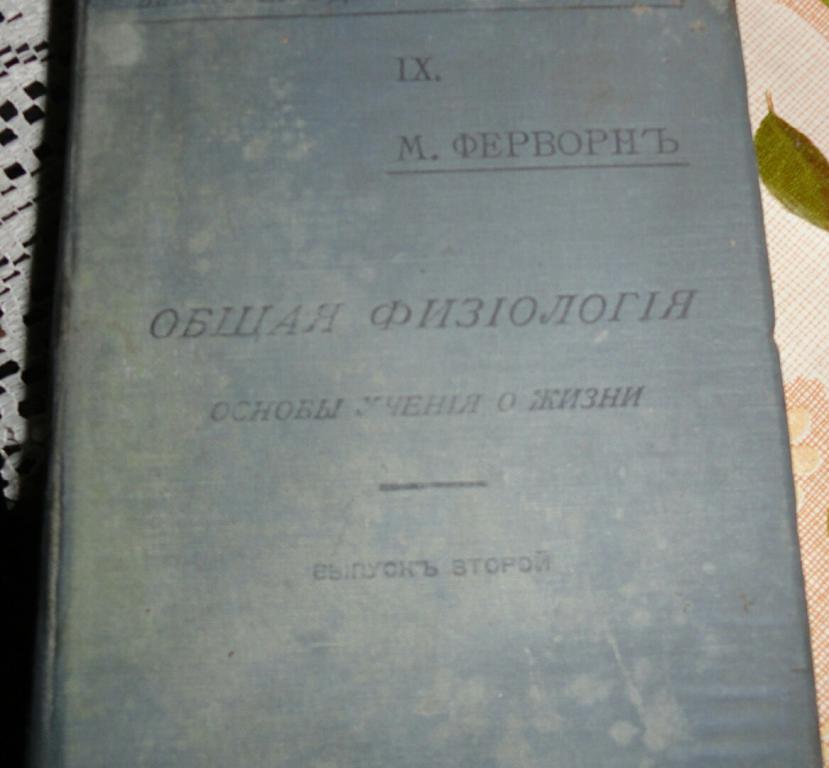 IX.
М. ФЕРВОРНЪ
ОБЩАЯ ФИЗІОЛОГІЯ
ОСНОВЫ УЧЕНІЯ О ЖИЗНИ
ВЫПУСКЪ ВТОРОЙ